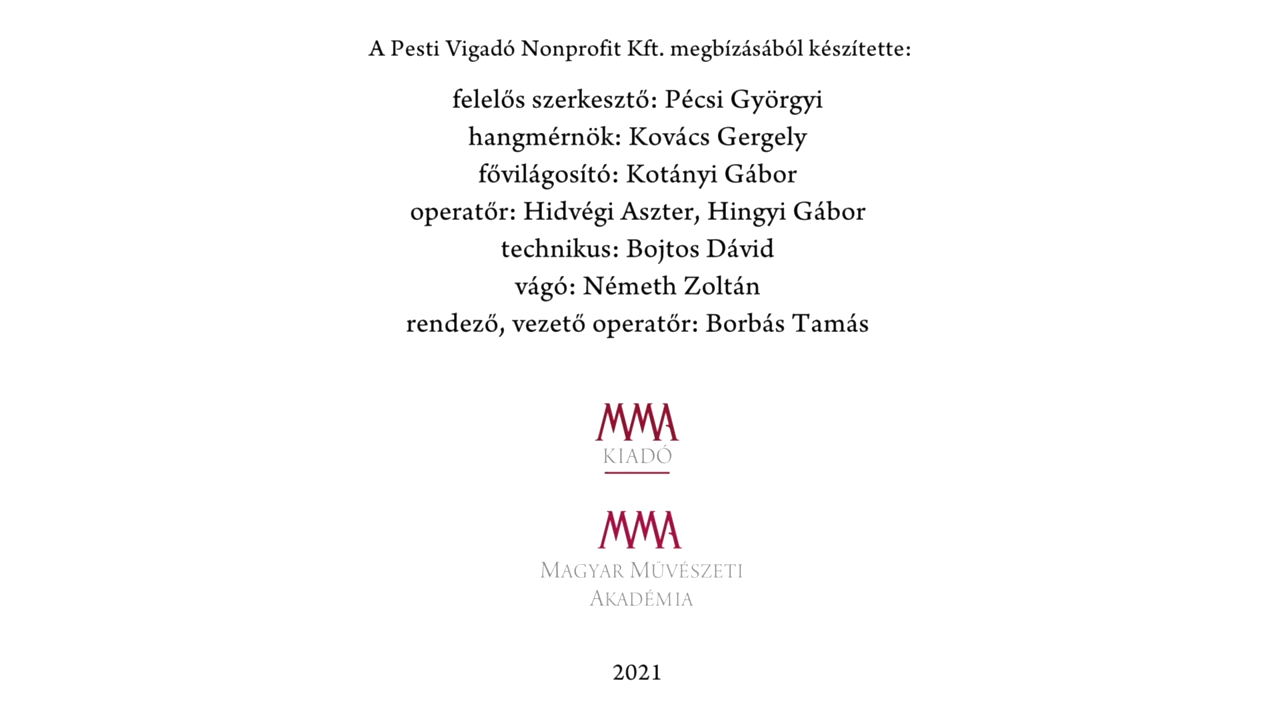 A Pesti Vigadó Nonprofit Kft. megbízásából készítette:
felelős szerkesztő: Pécsi Györgyi
hangmérnök: Kovács Gergely
fővilágosító: Kotányi Gábor
operatőr: Hidvégi Aszter, Hingyi Gábor
technikus: Bojtos Dávid
vágó: Németh Zoltán
rendező, vezető operatőr: Borbás Tamás
MMA
KIADÓ
MMA
MAGYAR MŰVÉSZETI
AKADÉMIA
2021